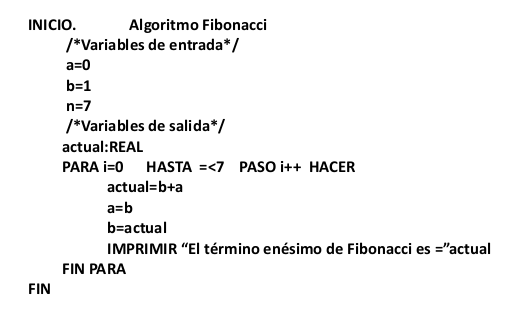 INICIO. Algoritmo Fibonacci
/*Variables de entrada*/
a=0
b=1
n=7
/*Variables de salida*/
actual:REAL
PARA i=0 HASTA =<7 PASO i++ HACER
actual=b+a
a=b
b=actual
IMPRIMIR “El término enésimo de Fibonacci es =”actual
FIN PARA
FIN